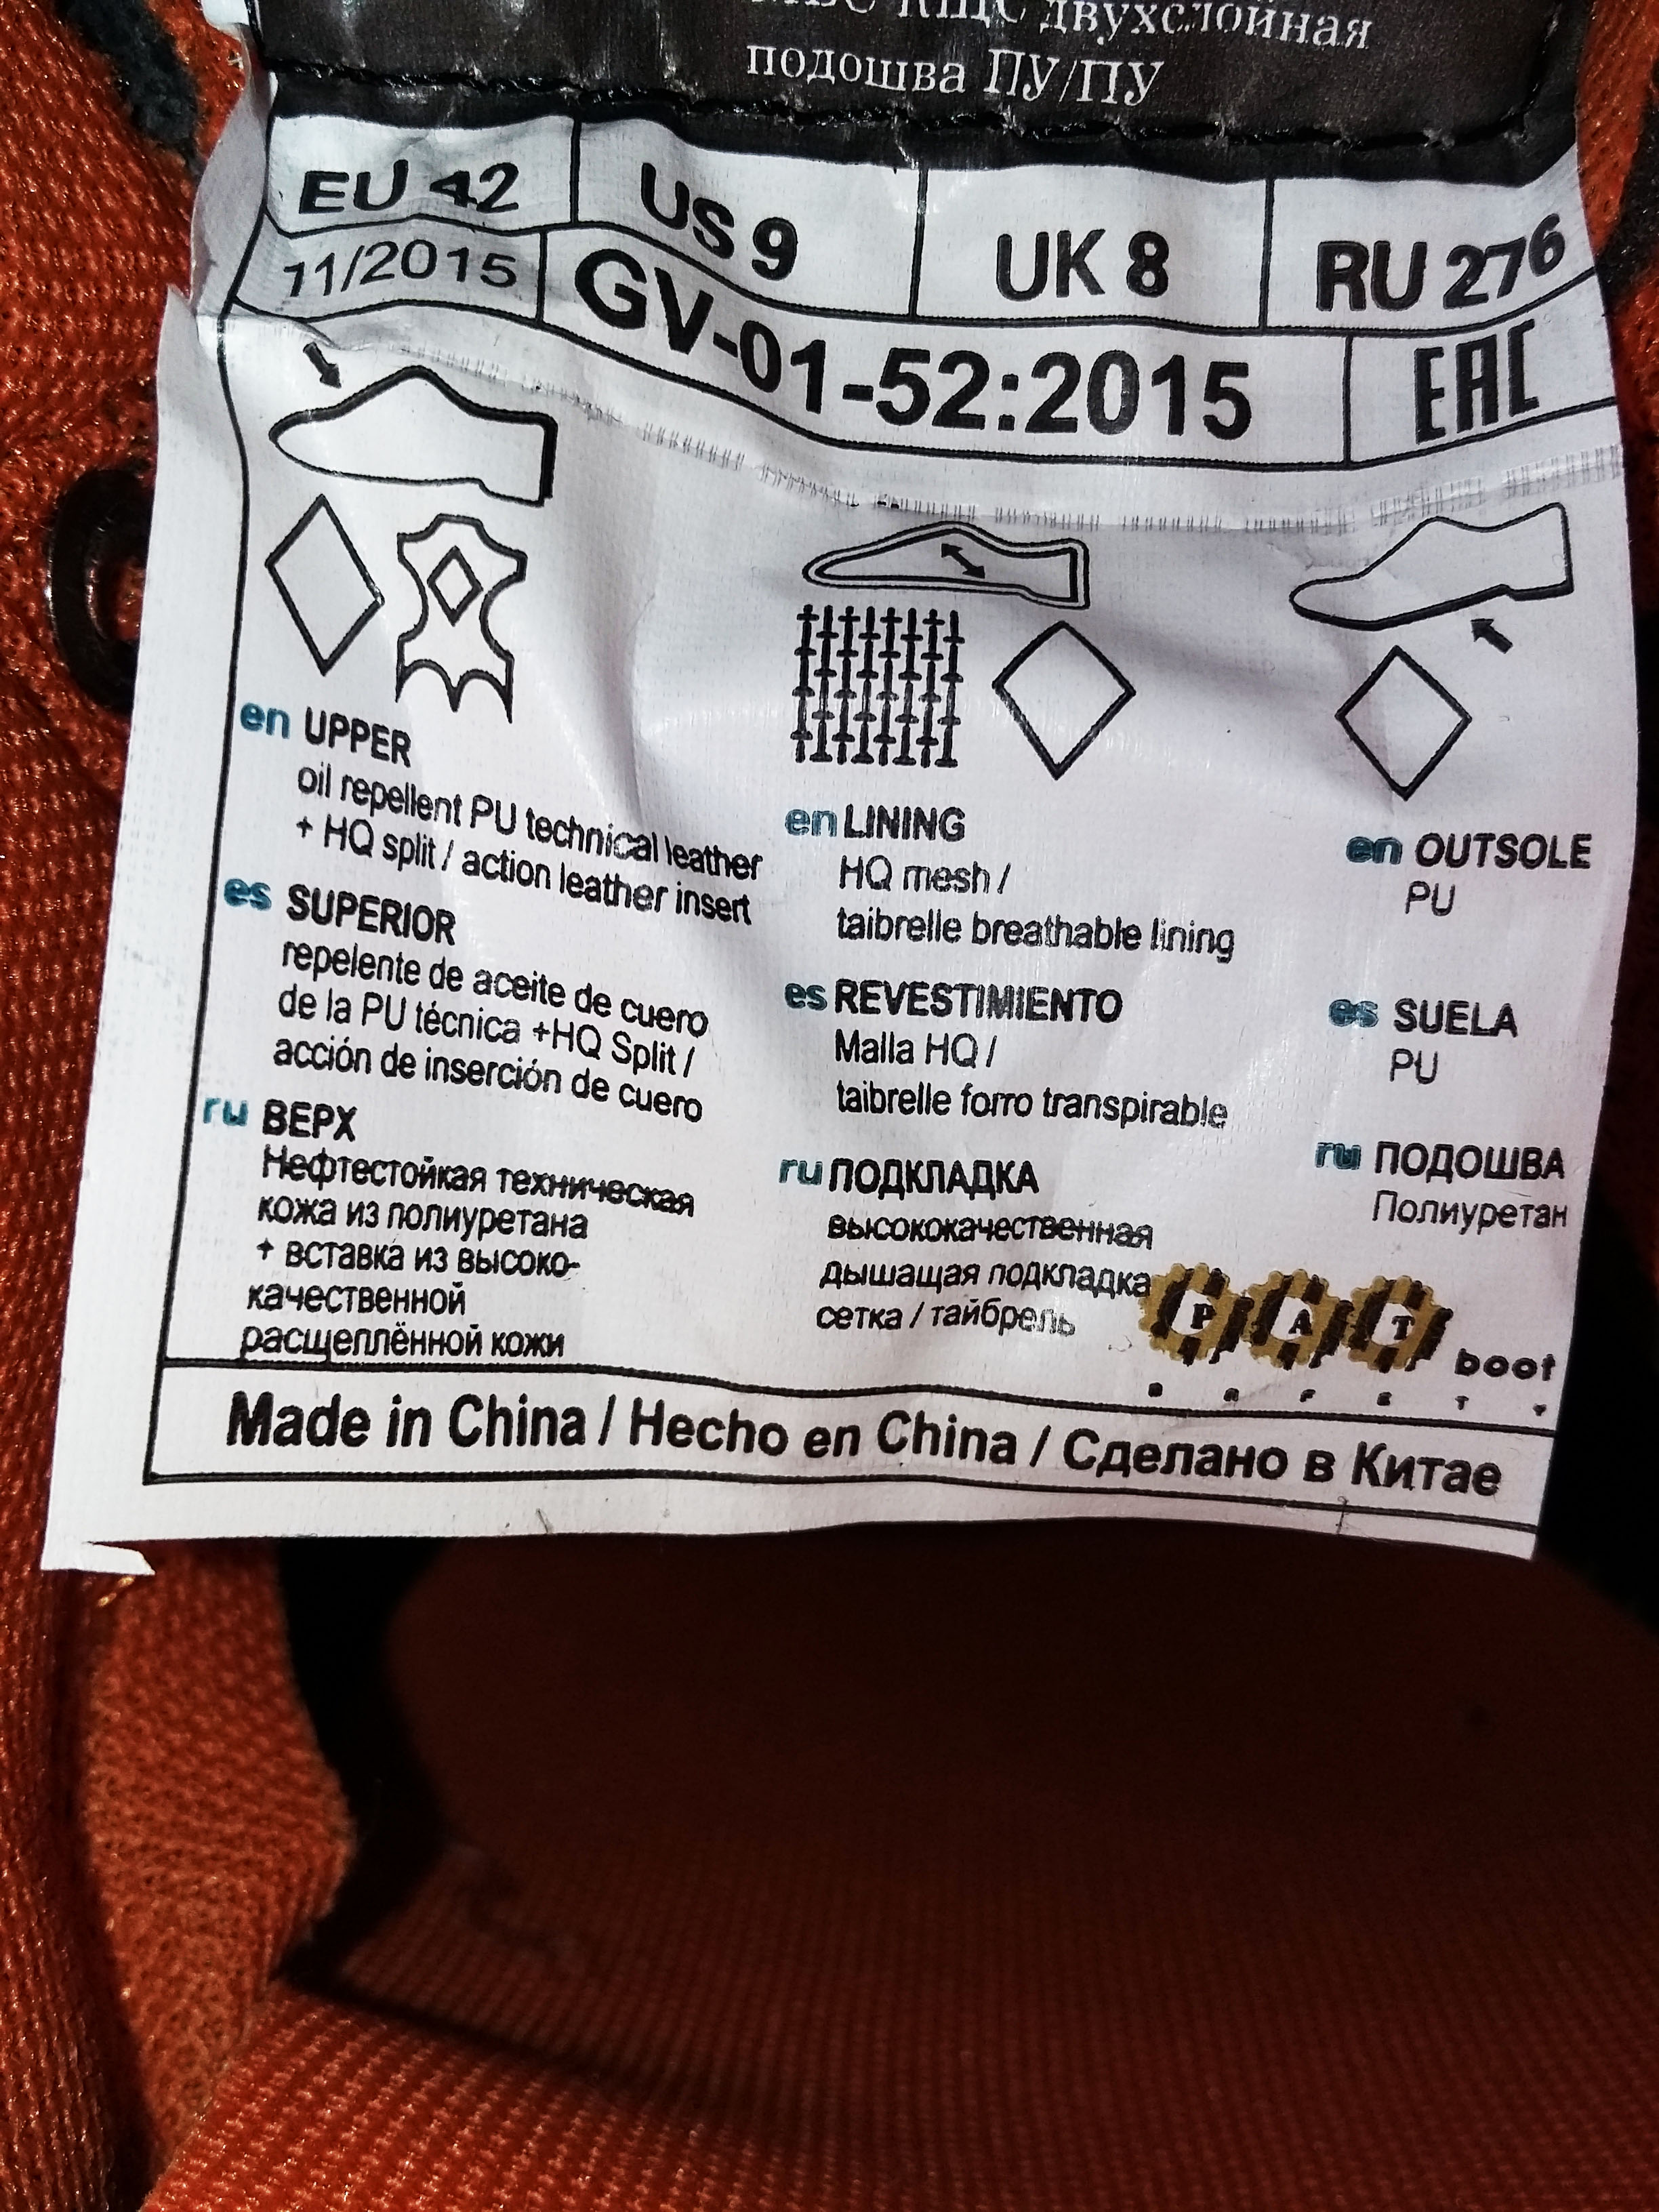 МБС КЩС двухслойная
подошва ПУ/ПУ
EU 42 US 9 UK 8 RU 276
11/2015 GV-01-52:2015 EAC
en UPPER
oil repellent PU technical leather
+ HQ split / action leather insert
es SUPERIOR
repelente de aceite de cuero
de la PU técnica +HQ Split /
acción de inserción de cuero
ru ВЕРХ
Нефтестойкая техническая
кожа из полиуретана
+ вставка из высоко-
качественной
расщеплённой кожи
en LINING
HQ mesh /
taibrelle breathable lining
es REVESTIMIENTO
Malla HQ /
taibrelle forro transpirable
ru ПОДКЛАДКА
высококачественная
дышащая подкладка
сетка / тайбрель
en OUTSOLE
PU
es SUELA
PU
ru ПОДОШВА
Полиуретан
PAT boot
Made in China / Hecho en China / Сделано в Китае